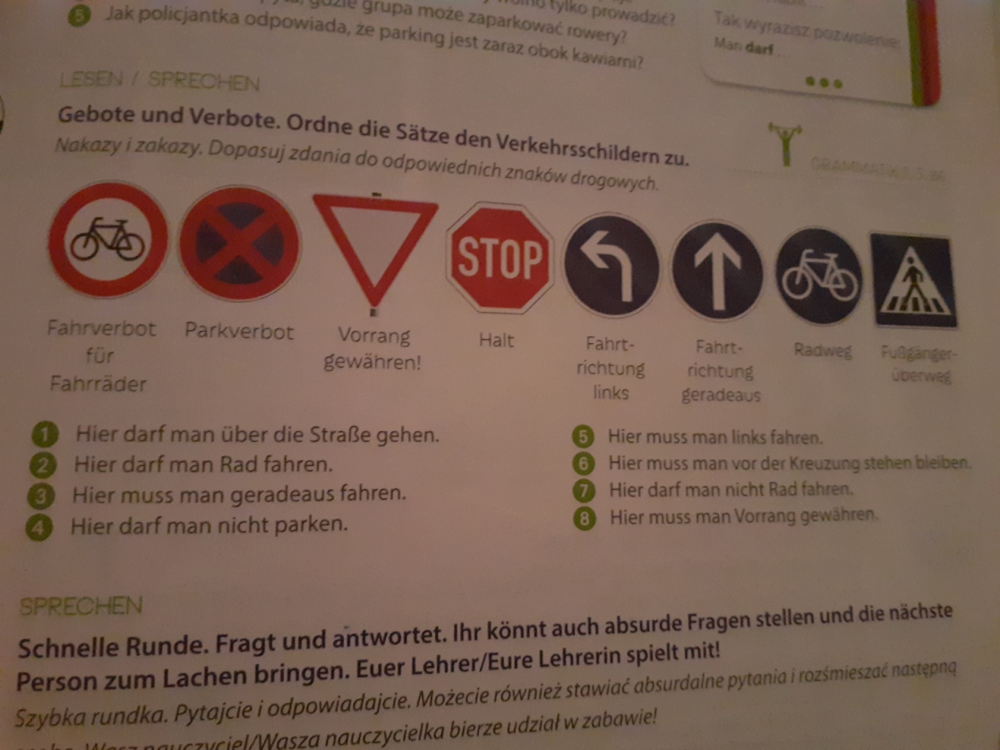 grupa może zaparkować rowery?
tylko prowadzić?
5 Jak policjantka odpowiada, że parking jest zaraz obok kawiarni?
Tak wyrazisz pozwolenie:
Man darf ...
LESEN / SPRECHEN
Gebote und Verbote. Ordne die Sätze den Verkehrsschildern zu.
Nakazy i zakazy. Dopasuj zdania do odpowiednich znaków drogowych.
STOP
Fahrverbot
für
Fahrräder
Parkverbot
Vorrang
gewähren!
Halt
Fahrt-
richtung
links
Fahrt-
richtung
geradeaus
Radweg
Fußgänger-
überweg
1 Hier darf man über die Straße gehen.
2 Hier darf man Rad fahren.
3 Hier muss man geradeaus fahren.
4 Hier darf man nicht parken.
5 Hier muss man links fahren.
6 Hier muss man vor der Kreuzung stehen bleiben.
7 Hier darf man nicht Rad fahren.
8 Hier muss man Vorrang gewähren.
SPRECHEN
Schnelle Runde. Fragt und antwortet. Ihr könnt auch absurde Fragen stellen und die nächste
Person zum Lachen bringen. Euer Lehrer/Eure Lehrerin spielt mit!
Szybka rundka. Pytajcie i odpowiadajcie. Możecie również stawiać absurdalne pytania i rozśmieszać następną
nauczyciel/Wasza nauczycielka bierze udział w zabawie!